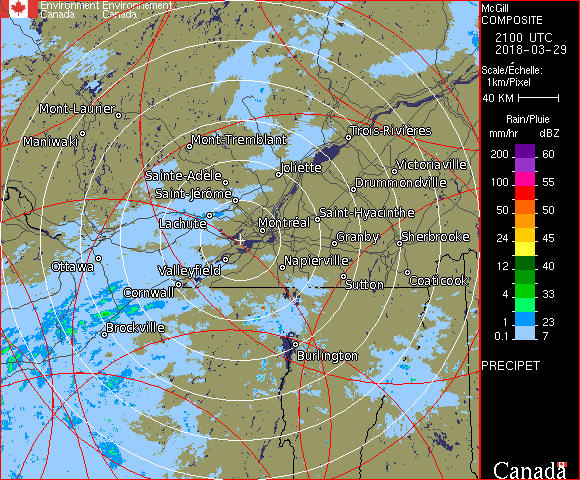 Environment Environnement
Canada Canada
McGill
COMPOSITE
2100 UTC
2018-03-29
Scale/Échelle:
1km/Pixel
40 KM
Rain/Pluie
mm/hr dBZ
200 60
100 55
50 50
24 45
12 40
4 33
1 23
0.1 7
PRECIPET
Canada
Mont-Laurier
Maniwaki
Mont-Tremblant
Trois-Rivières
Joliette
Victoriaville
Sainte-Adèle
Drummondville
Saint-Jérôme
Lachute
Saint-Hyacinthe
Montréal
Granby
Sherbrooke
Ottawa
Valleyfield
Napierville
Cornwall
Sutton
Coaticook
Brockville
Burlington